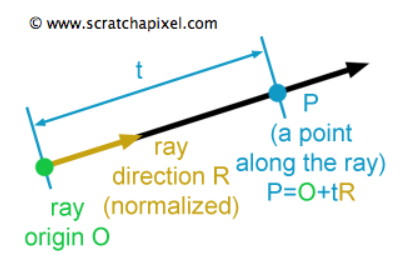 © www.scratchapixel.com
t
P
(a point
along the ray)
P=O+tR
ray
direction R
(normalized)
ray
origin O